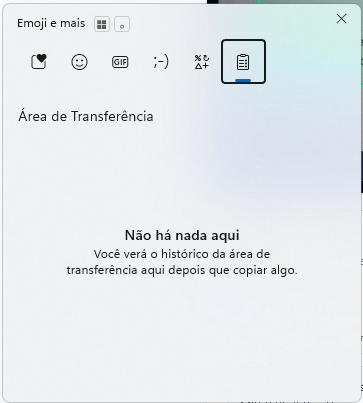 Emoji e mais
GIF
;-)
Área de Transferência
Não há nada aqui
Você verá o histórico da área de
transferência aqui depois que copiar algo.